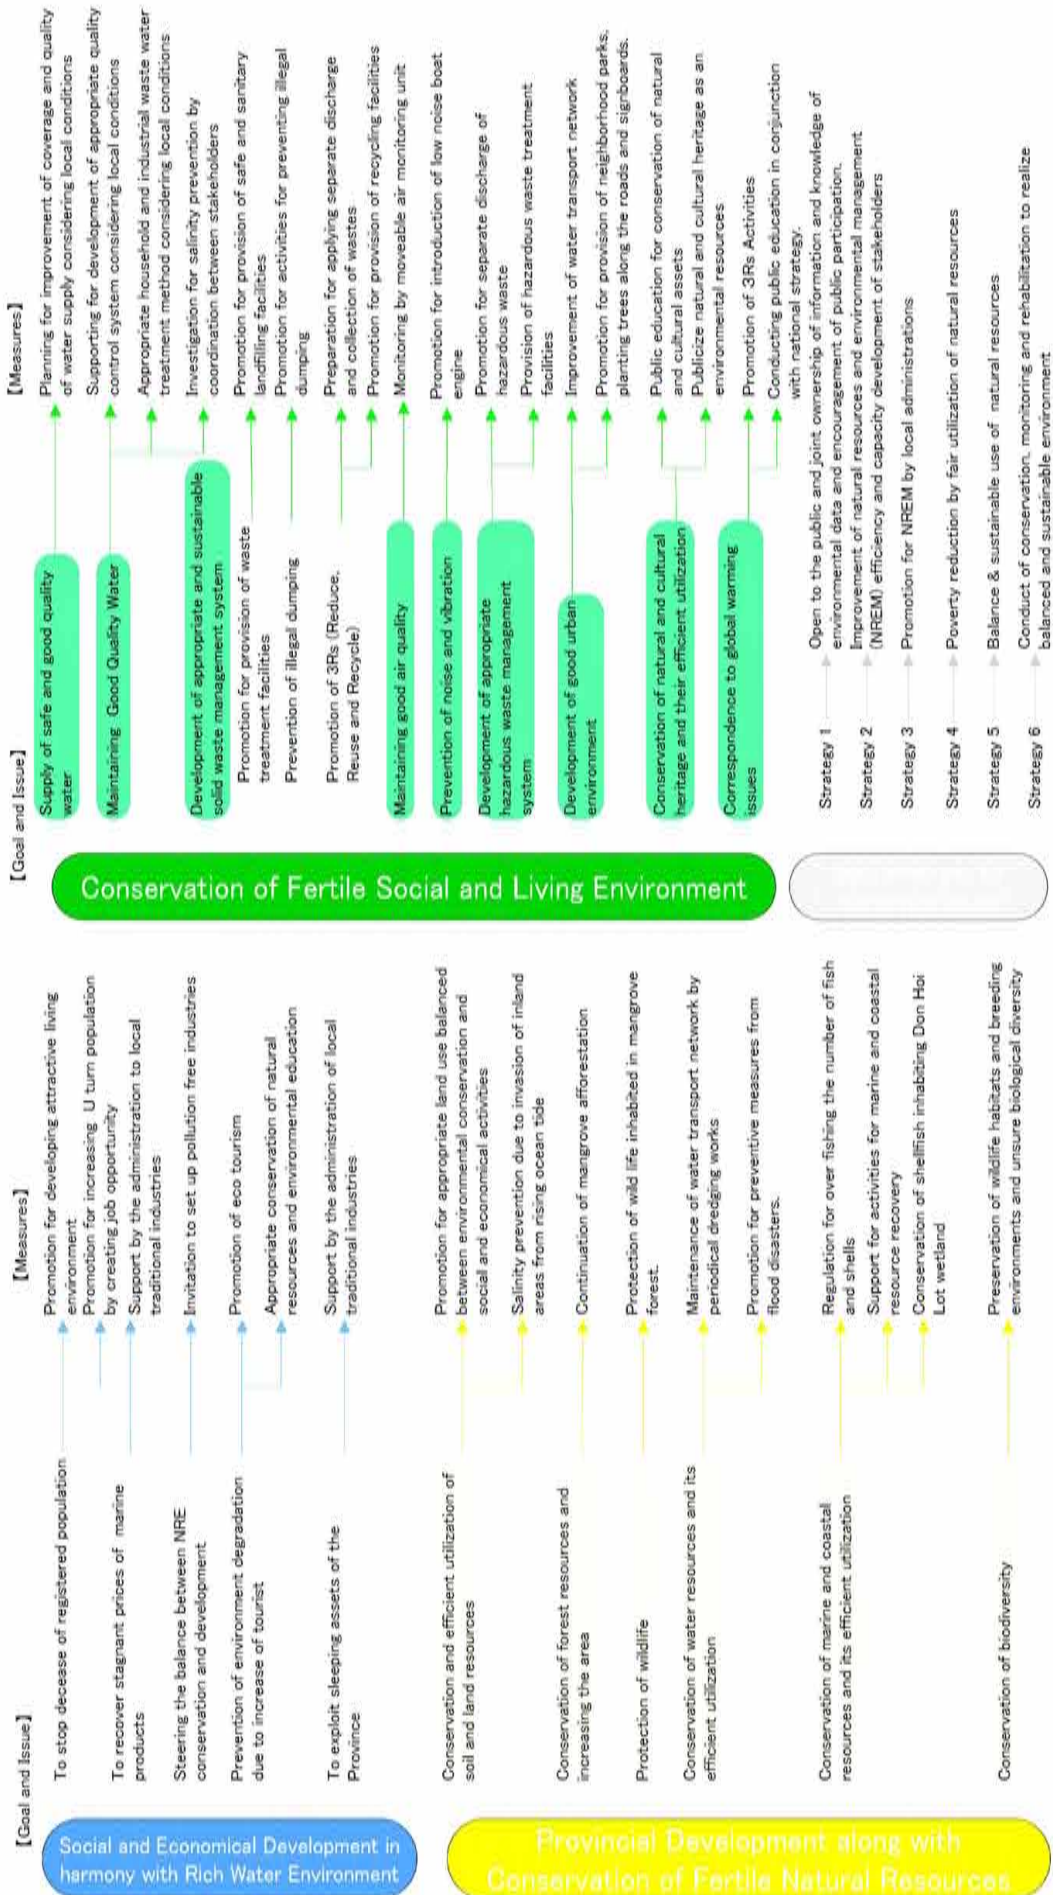 【Goal and Issue】
【Measures】
Social and Economical Development in
harmony with Rich Water Environment
To stop decease of registered population
Promotion for developing attractive living
environment
Promotion for increasing U turn population
by creating job opportunity
To recover stagnant prices of marine
products
Support by the administration to local
traditional industries
Steering the balance between NRE
conservation and development
Invitation to set up pollution free industries
Prevention of environment degradation
due to increase of tourist
Promotion of eco tourism
Appropriate conservation of natural
resources and environmental education
To exploit sleeping assets of the
Province
Support by the administration of local
traditional industries
Provincial Development along with
Conservation of Fertile Natural Resources
Conservation and efficient utilization of
soil and land resources
Promotion for appropriate land use balanced
between environmental conservation and
social and economical activities
Salinity prevention due to invasion of inland
areas from rising ocean tide
Conservation of forest resources and
increasing the area
Continuation of mangrove afforestation
Protection of wildlife
Protection of wild life inhabited in mangrove
forest.
Conservation of water resources and its
efficient utilization
Maintenance of water transport network by
periodical dredging works
Promotion for preventive measures from
flood disasters.
Conservation of marine and coastal
resources and its efficient utilization
Regulation for over fishing the number of fish
and shells
Support for activities for marine and coastal
resource recovery
Conservation of shellfish inhabiting Don Hoi
Lot wetland
Conservation of biodiversity
Preservation of wildlife habitats and breeding
environments and unsure biological diversity
【Goal and Issue】
【Measures】
Conservation of Fertile Social and Living Environment
Supply of safe and good quality
water
Planning for improvement of coverage and quality
of water supply considering local conditions
Maintaining Good Quality Water
Supporting for development of appropriate quality
control system considering local conditions
Appropriate household and industrial waste water
treatment method considering local conditions
Investigation for salinity prevention by
coordination between stakeholders
Development of appropriate and sustainable
solid waste management system
Promotion for provision of waste
treatment facilities
Promotion for provision of safe and sanitary
landfilling facilities
Prevention of illegal dumping
Promotion for activities for preventing illegal
dumping
Promotion of 3Rs (Reduce,
Reuse and Recycle)
Preparation for applying separate discharge
and collection of wastes
Promotion for provision of recycling facilities
Maintaining good air quality
Monitoring by moveable air monitoring unit
Prevention of noise and vibration
Promotion for introduction of low noise boat
engine
Development of appropriate
hazardous waste management
system
Promotion for separate discharge of
hazardous waste
Provision of hazardous waste treatment
facilities
Development of good urban
environment
Improvement of water transport network
Promotion for provision of neighborhood parks,
planting trees along the roads and signboards.
Conservation of natural and cultural
heritage and their efficient utilization
Public education for conservation of natural
and cultural assets
Publicize natural and cultural heritage as an
environmental resources
Correspondence to global warming
issues
Promotion of 3Rs Activities
Conducting public education in conjunction
with national strategy.
Strategy 1
Open to the public and joint ownership of information and knowledge of
environmental data and encouragement of public participation.
Strategy 2
Improvement of natural resources and environmental management
(NREM) efficiency and capacity development of stakeholders
Strategy 3
Promotion for NREM by local administrations
Strategy 4
Poverty reduction by fair utilization of natural resources
Strategy 5
Balance & sustainable use of natural resources
Strategy 6
Conduct of conservation, monitoring and rehabilitation to realize
balanced and sustainable environment